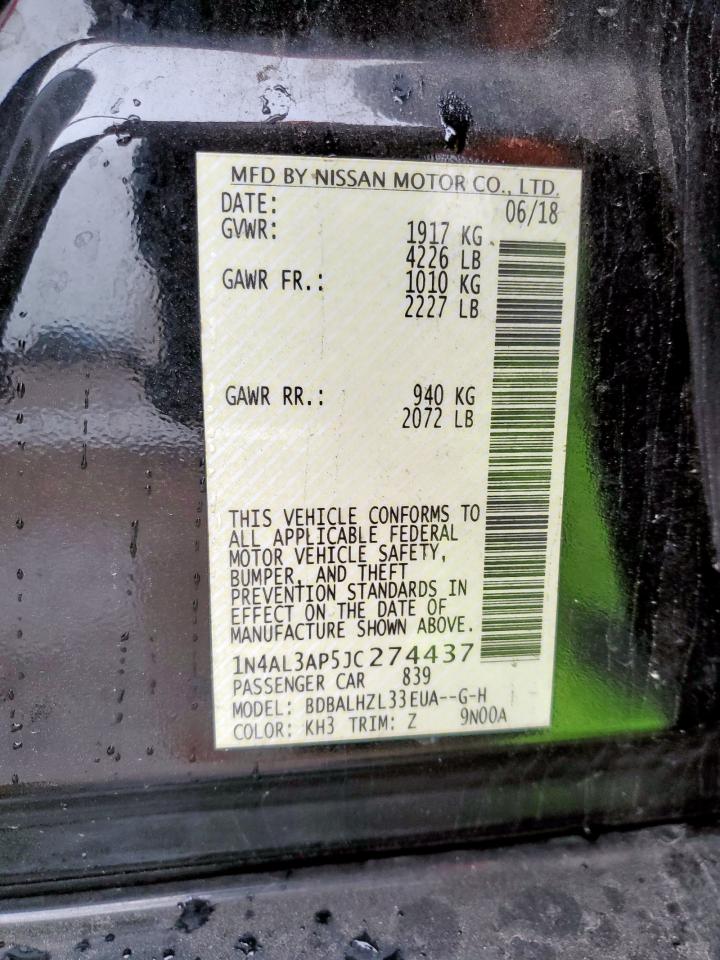 MFD BY NISSAN MOTOR CO., LTD.
DATE: 06/18
GVWR: 1917 KG
4226 LB
GAWR FR.: 1010 KG
2227 LB
GAWR RR.: 940 KG
2072 LB
THIS VEHICLE CONFORMS TO
ALL APPLICABLE FEDERAL
MOTOR VEHICLE SAFETY,
BUMPER, AND THEFT
PREVENTION STANDARDS IN
EFFECT ON THE DATE OF
MANUFACTURE SHOWN ABOVE.
1N4AL3AP5JC274437
PASSENGER CAR 839
MODEL: BDBALHZL33EUA--G-H
COLOR: KH3 TRIM: Z 9N00A